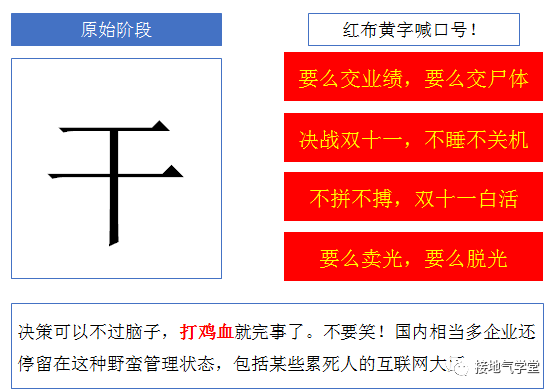 原始阶段
红布黄字喊口号！
干
要么交业绩，要么交尸体
决战双十一，不睡不关机
不拼不搏，双十一白活
要么卖光，要么脱光
决策可以不过脑子，打鸡血就完事了。不要笑！国内相当多企业还
停留在这种野蛮管理状态，包括某些累死人的互联网大
接地气学堂